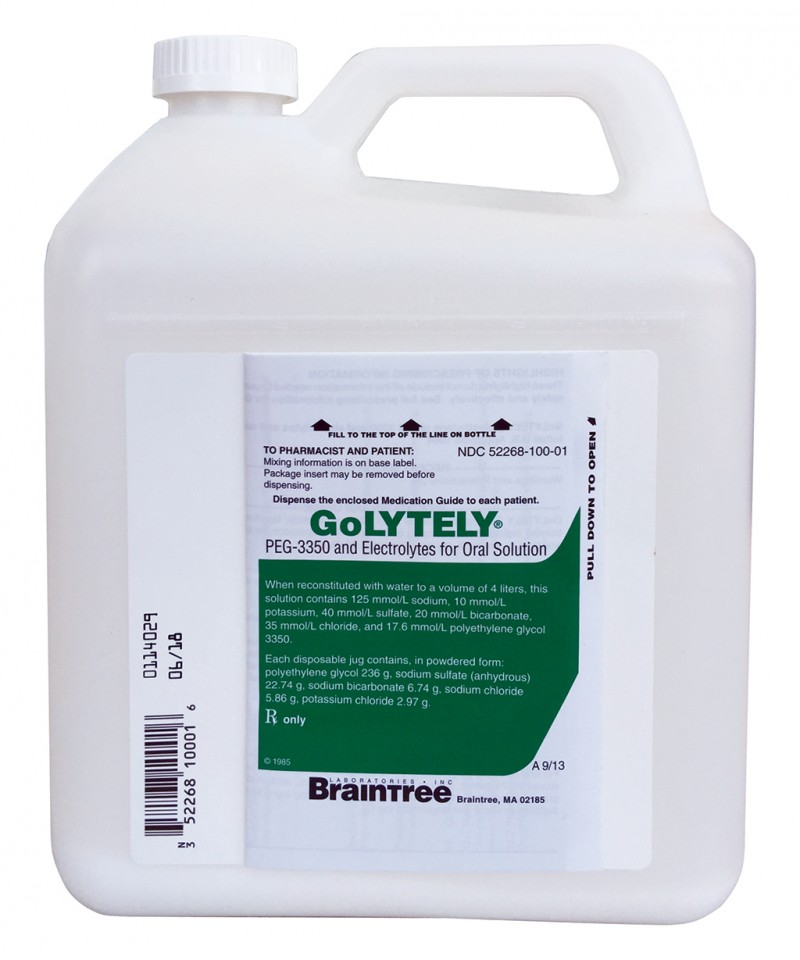 FILL TO THE TOP OF THE LINE ON BOTTLE
TO PHARMACIST AND PATIENT:
NDC 52268-100-01
Mixing information is on base label.
Package insert may be removed before
dispensing.
Dispense the enclosed Medication Guide to each patient.
GoLYTELY®
PEG-3350 and Electrolytes for Oral Solution
When reconstituted with water to a volume of 4 liters, this
solution contains 125 mmol/L sodium, 10 mmol/L
potassium, 40 mmol/L sulfate, 20 mmol/L bicarbonate,
35 mmol/L chloride, and 17.6 mmol/L polyethylene glycol
3350.
Each disposable jug contains, in powdered form:
polyethylene glycol 236 g, sodium sulfate (anhydrous)
22.74 g, sodium bicarbonate 6.74 g, sodium chloride
5.86 g, potassium chloride 2.97 g.
Rx only
© 1985
A 9/13
LABORATORIES • INC
Braintree
Braintree, MA 02185
PULL DOWN TO OPEN
0114029
06/18
N
3 52268 10001 6